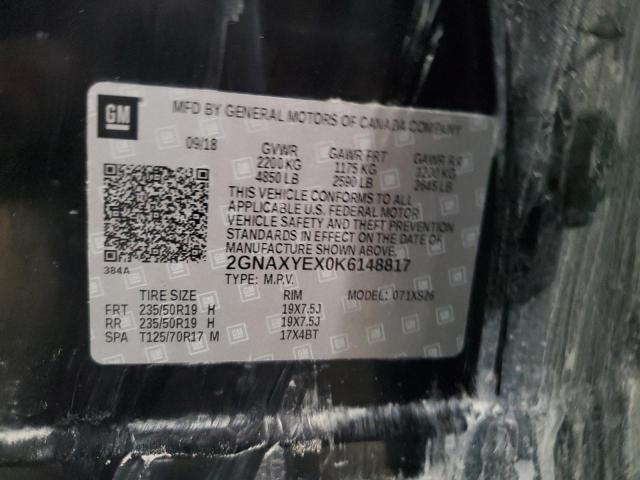 GM
MFD BY GENERAL MOTORS OF CANADA COMPANY
09/18 GVWR GAWR FRT GAWR RR
2200 KG 1175 KG 1200 KG
4850 LB 2590 LB 2645 LB
THIS VEHICLE CONFORMS TO ALL
APPLICABLE U.S. FEDERAL MOTOR
VEHICLE SAFETY AND THEFT PREVENTION
STANDARDS IN EFFECT ON THE DATE OF
MANUFACTURE SHOWN ABOVE.
384A 2GNAXYEX0K6148817
TYPE: M.P.V. MODEL: 071XS26
TIRE SIZE RIM
FRT 235/50R19 H 19X7.5J
RR 235/50R19 H 19X7.5J
SPA T125/70R17 M 17X4BT